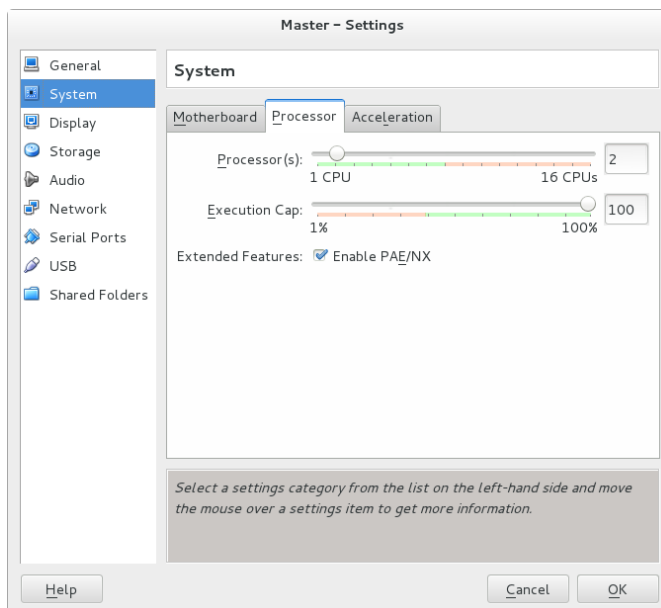 Master – Settings
General
System
Display
Storage
Audio
Network
Serial Ports
USB
Shared Folders
System
Motherboard
Processor
Acceleration
Processor(s):
2
1 CPU
16 CPUs
Execution Cap:
100
1%
100%
Extended Features:
Enable PAE/NX
Select a settings category from the list on the left-hand side and move
the mouse over a settings item to get more information.
Help
Cancel
OK